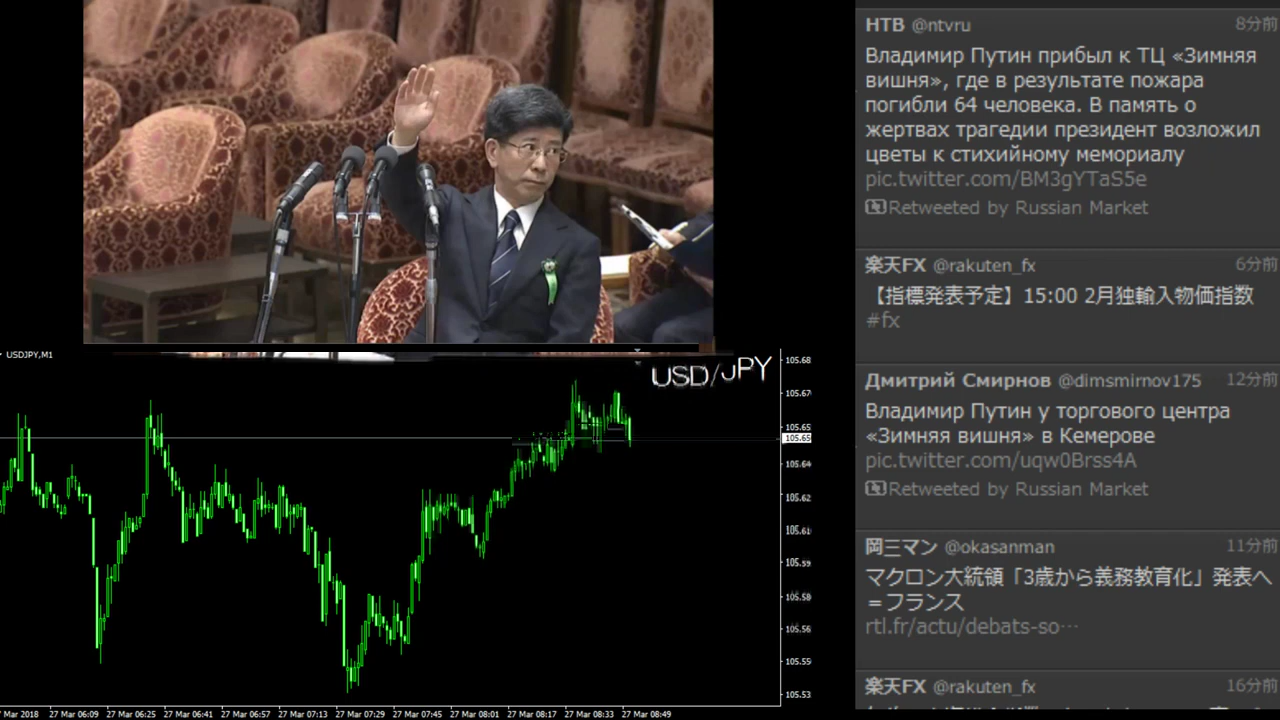 НТВ @ntvru 8分前
Владимир Путин прибыл к ТЦ «Зимняя
вишня», где в результате пожара
погибли 64 человека. В память о
жертвах трагедии президент возложил
цветы к стихийному мемориалу
pic.twitter.com/BM3gYTaS5e
Retweeted by Russian Market
楽天FX @rakuten_fx 6分前
【指標発表予定】15:00 2月独輸入物価指数
#fx
Дмитрий Смирнов @dimsmirnov175 12分前
Владимир Путин у торгового центра
«Зимняя вишня» в Кемерове
pic.twitter.com/uqw0Brss4A
Retweeted by Russian Market
岡三マン @okasanman 11分前
マクロン大統領「3歳から義務教育化」発表へ
＝フランス
rtl.fr/actu/debats-so…
楽天FX @rakuten_fx 16分前
USDJPY,M1
USD/JPY
105.68
105.67
105.65
105.65
105.64
105.62
105.61
105.59
105.58
105.56
105.55
105.53
Mar 2018 27 Mar 06:09 27 Mar 06:25 27 Mar 06:41 27 Mar 06:57 27 Mar 07:13 27 Mar 07:29 27 Mar 07:45 27 Mar 08:01 27 Mar 08:17 27 Mar 08:33 27 Mar 08:49